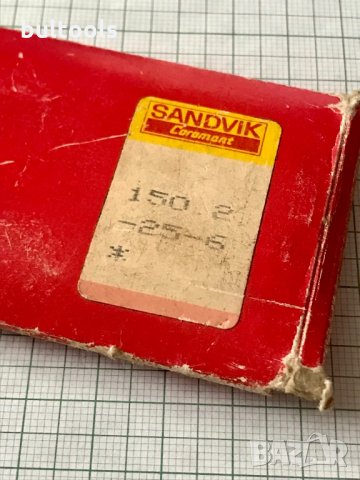 bultools
SANDVIK
Coromant
150 2
-25-6
*
BAZAR